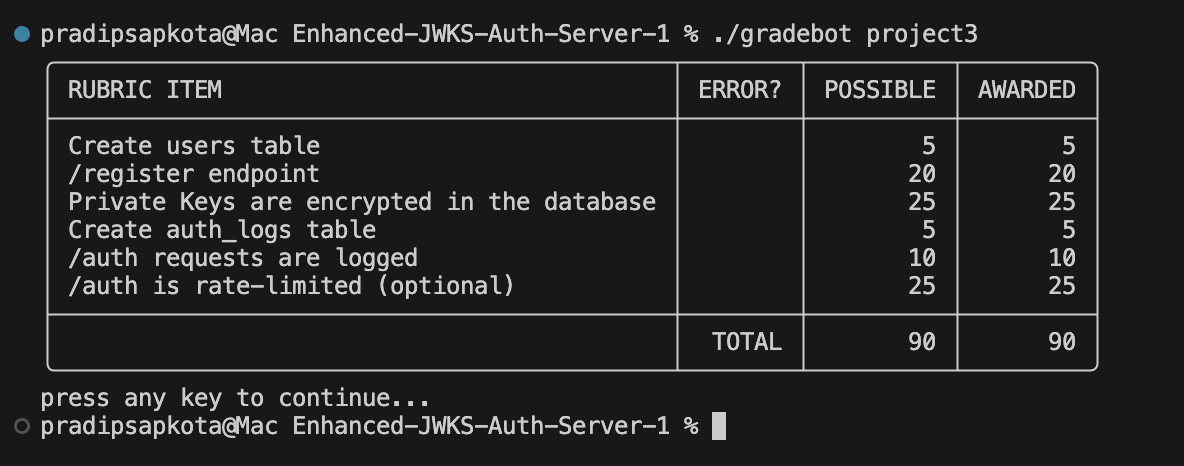 pradipsapkota@Mac Enhanced-JWKS-Auth-Server-1 % ./gradebot project3
RUBRIC ITEM ERROR? POSSIBLE AWARDED
Create users table 5 5
/register endpoint 20 20
Private Keys are encrypted in the database 25 25
Create auth_logs table 5 5
/auth requests are logged 10 10
/auth is rate-limited (optional) 25 25
TOTAL 90 90
press any key to continue...
pradipsapkota@Mac Enhanced-JWKS-Auth-Server-1 %